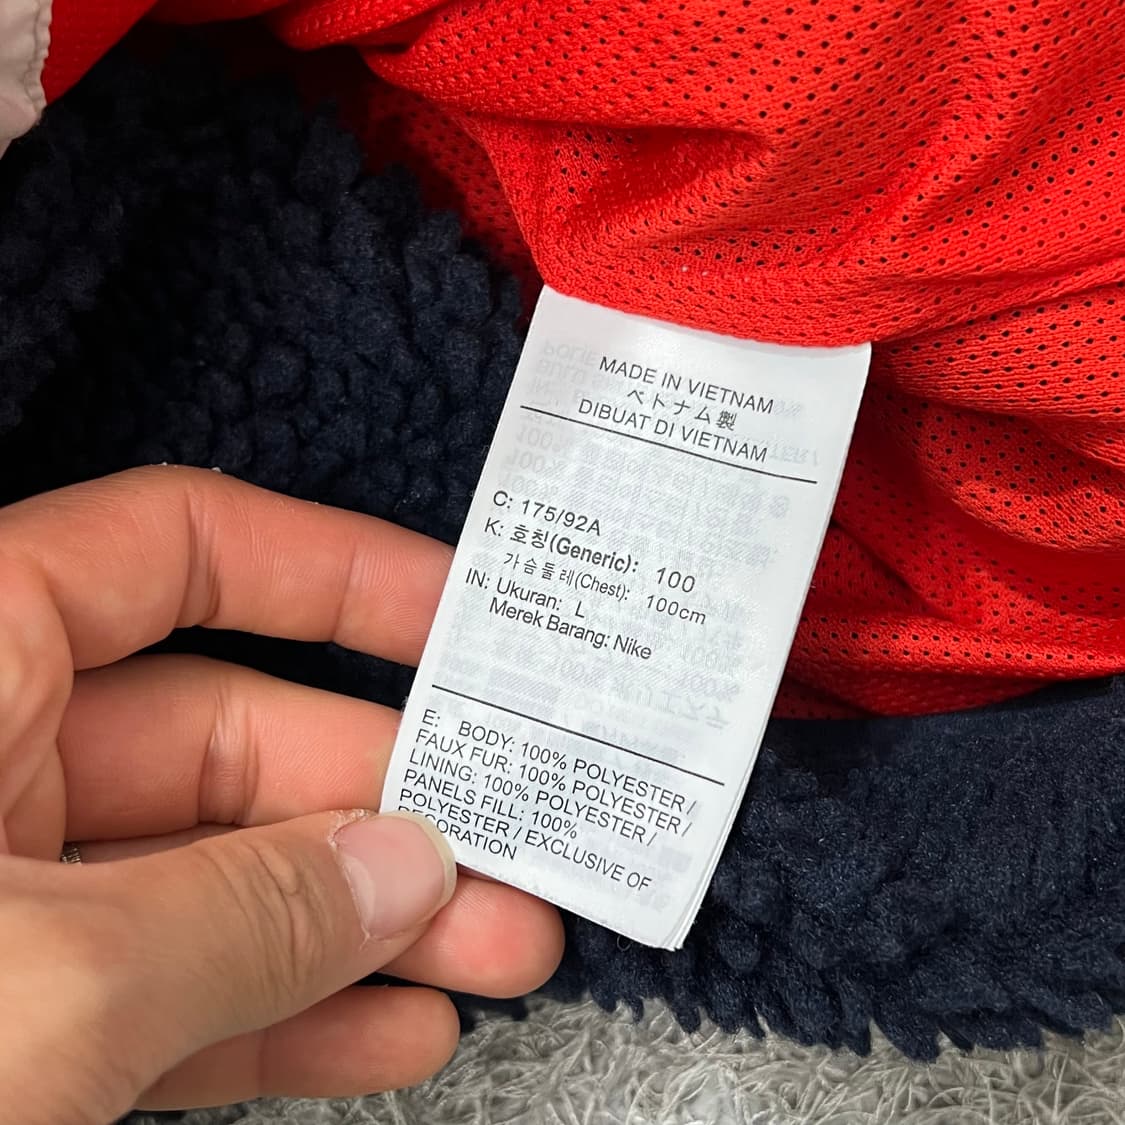 MADE IN VIETNAM
ベトナム製
DIBUAT DI VIETNAM
C: 175/92A
K: 호칭(Generic): 100
가슴둘레(Chest): 100cm
IN: Ukuran: L
Merek Barang: Nike
E: BODY: 100% POLYESTER /
FAUX FUR: 100% POLYESTER /
LINING: 100% POLYESTER /
PANELS FILL: 100%
POLYESTER / EXCLUSIVE OF
DECORATION